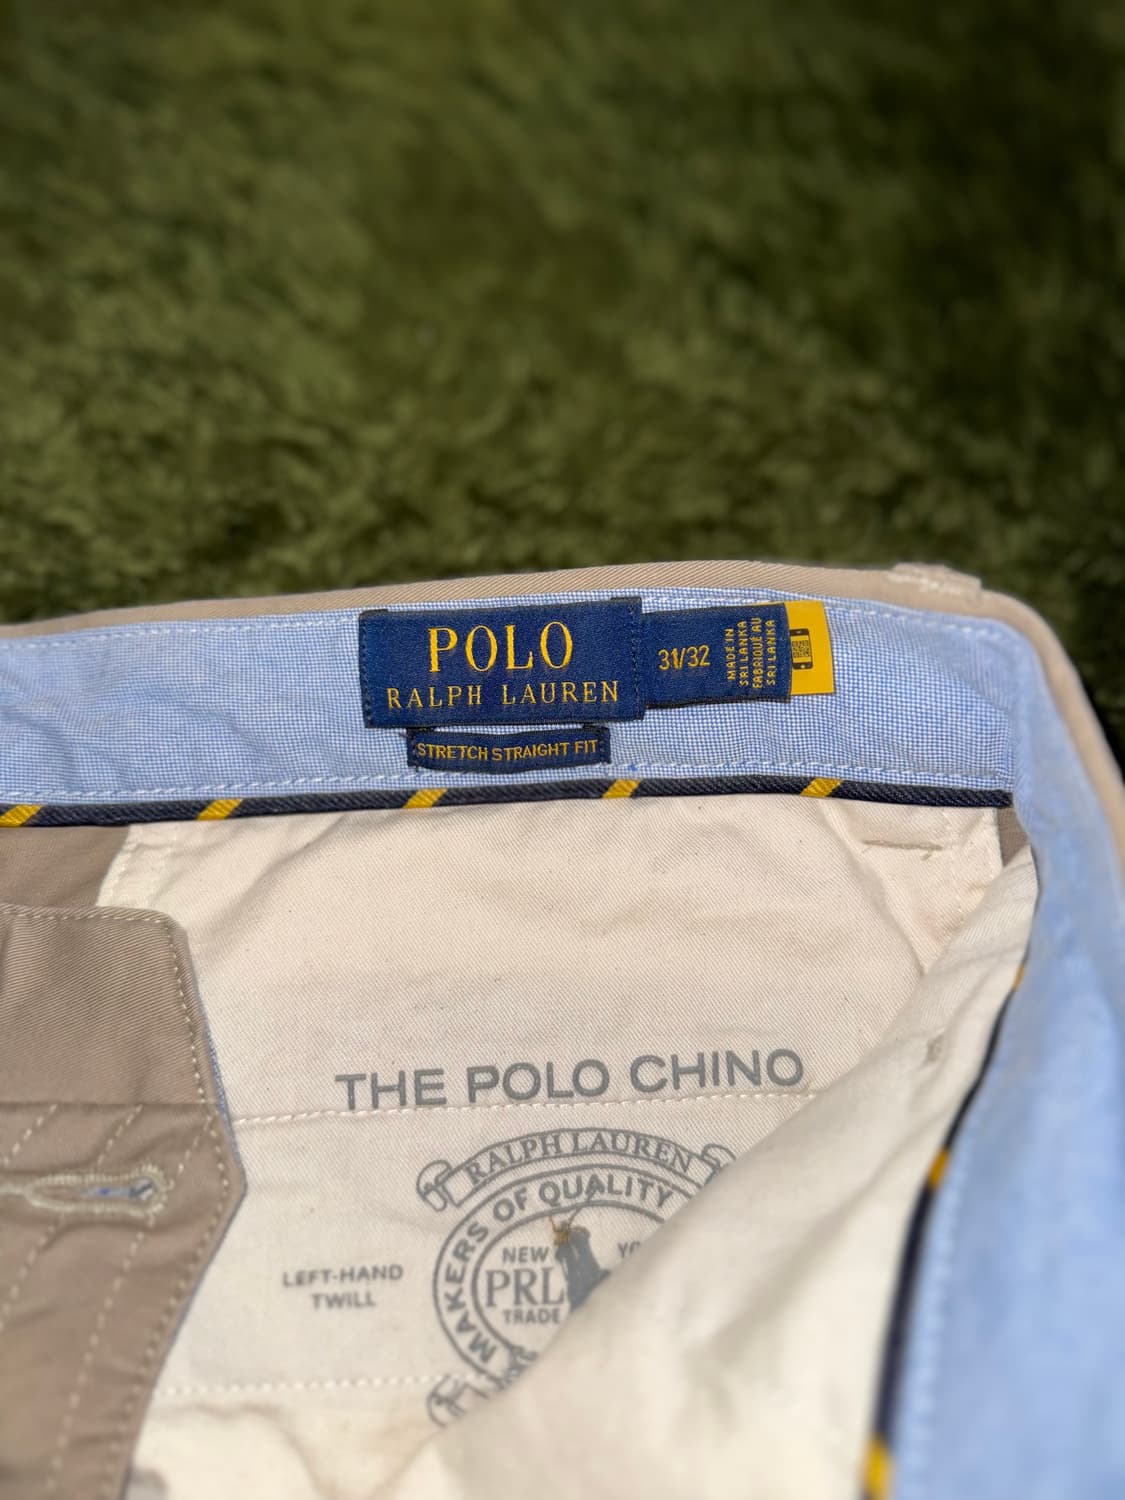 POLO
RALPH LAUREN
31/32
MADE IN
SRI LANKA
FABRIQUÉ AU
SRI LANKA
STRETCH STRAIGHT FIT
THE POLO CHINO
RALPH LAUREN
MAKERS OF QUALITY
NEW YO
PRL
TRADE
LEFT-HAND
TWILL